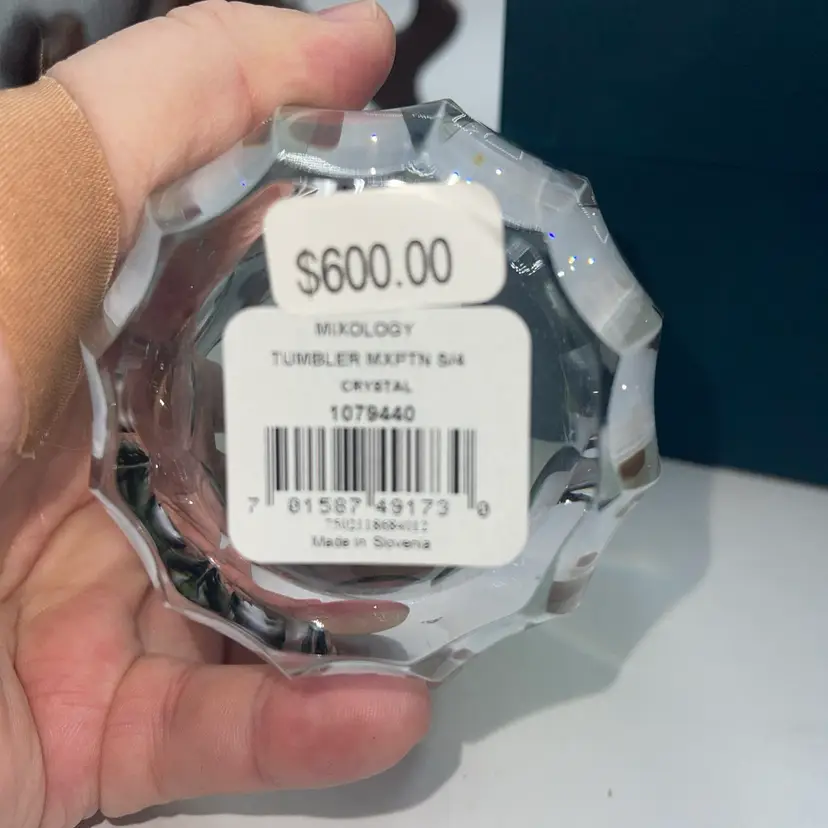 $600.00
MIXOLOGY
TUMBLER MXPTN S/4
CRYSTAL
1079440
7 01587 49173 0
Made in Slovenia